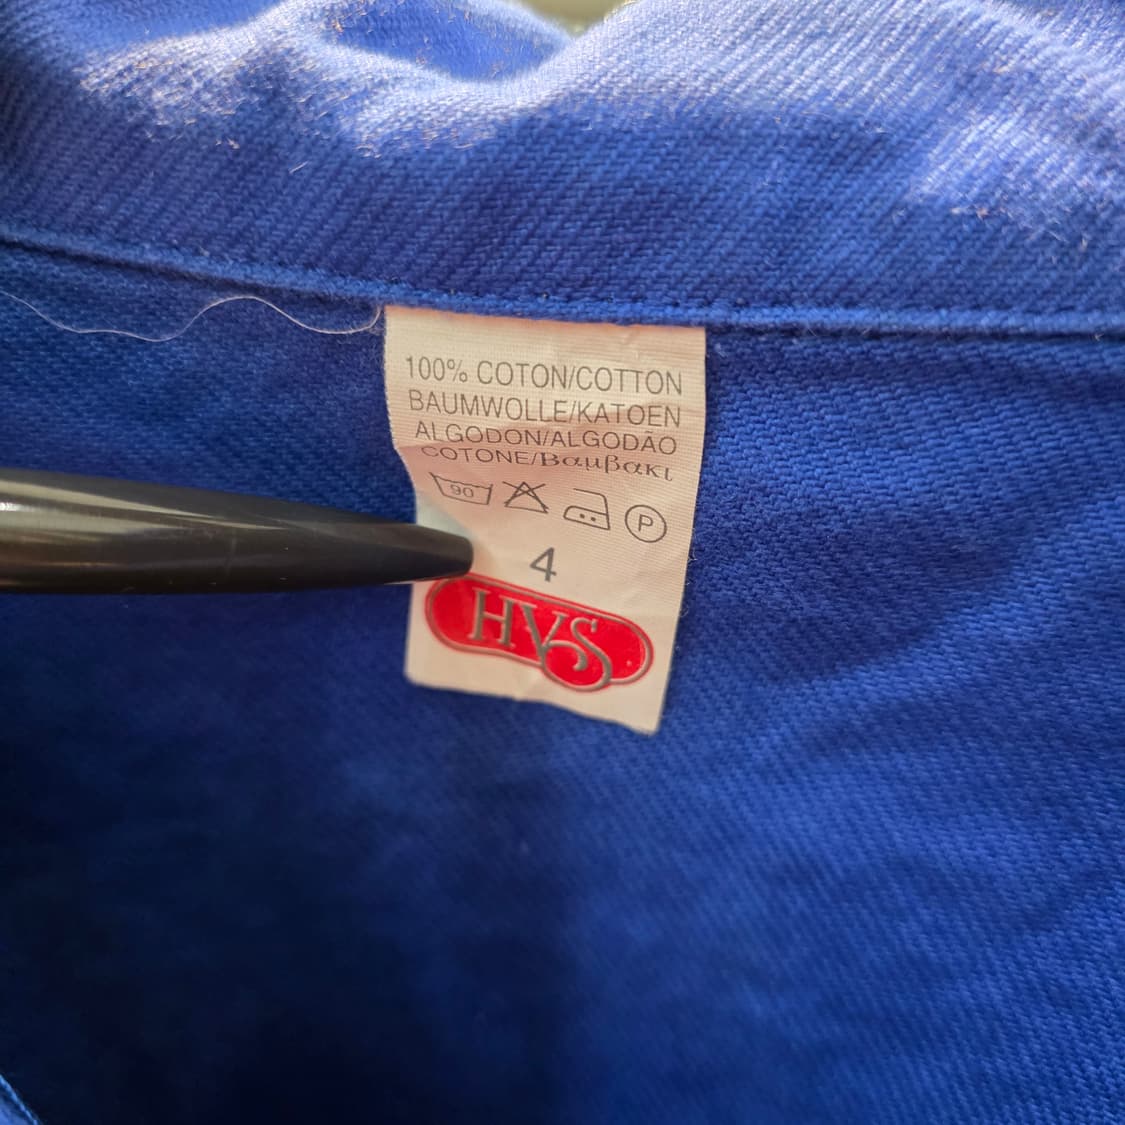 100% COTON/COTTON
BAUMWOLLE/KATOEN
ALGODON/ALGODÃO
COTONE/Βαμβακι
90
P
4
HVS